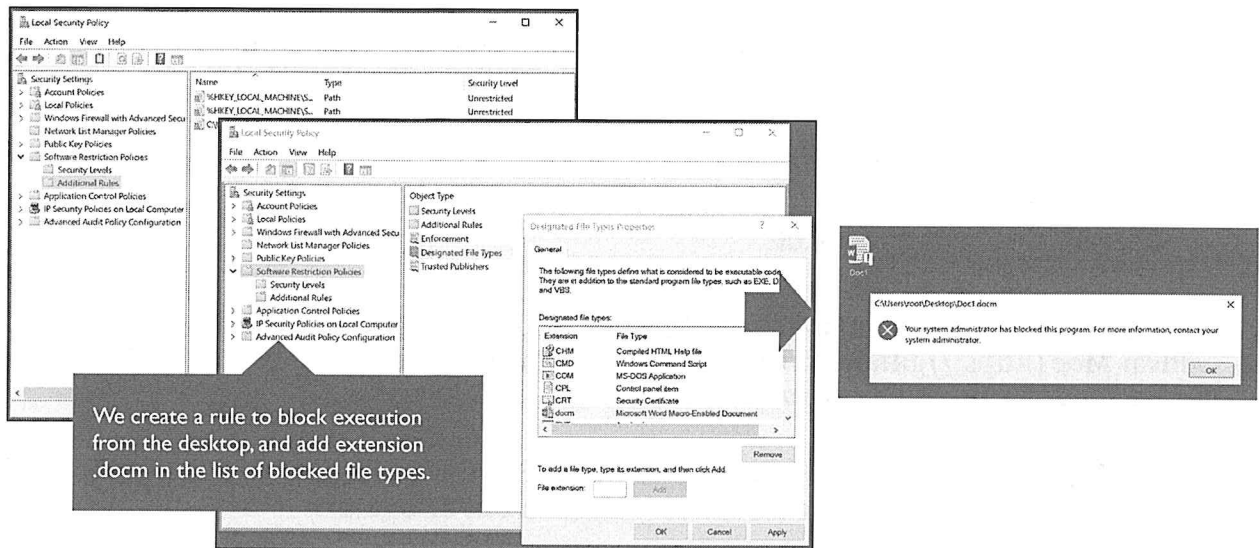 Local Security Policy
File Action View Help
Security Settings
Account Policies
Local Policies
Windows Firewall with Advanced Secu
Network List Manager Policies
Public Key Policies
Software Restriction Policies
Security Levels
Additional Rules
Application Control Policies
IP Security Policies on Local Computer
Advanced Audit Policy Configuration
Name Type Security Level
%HKEY_LOCAL_MACHINE\S... Path Unrestricted
%HKEY_LOCAL_MACHINE\S... Path Unrestricted
Local Security Policy
File Action View Help
Security Settings
Account Policies
Local Policies
Windows Firewall with Advanced Secu
Network List Manager Policies
Public Key Policies
Software Restriction Policies
Security Levels
Additional Rules
Application Control Policies
IP Security Policies on Local Computer
Advanced Audit Policy Configuration
Object Type
Security Levels
Additional Rules
Enforcement
Designated File Types
Trusted Publishers
Designated File Types Properties
General
The following file types define what is considered to be executable code.
They are in addition to the standard program file types, such as EXE, D
and VBS.
Designated file types:
Extension File Type
CHM Compiled HTML Help file
CMD Windows Command Script
COM MS-DOS Application
CPL Control panel item
CRT Security Certificate
docm Microsoft Word Macro-Enabled Document
Remove
To add a file type, type its extension, and then click Add.
File extension: Add
OK Cancel Apply
We create a rule to block execution
from the desktop, and add extension
.docm in the list of blocked file types.
Doc1
C:\Users\root\Desktop\Doc1.docm
Your system administrator has blocked this program. For more information, contact your
system administrator.
OK